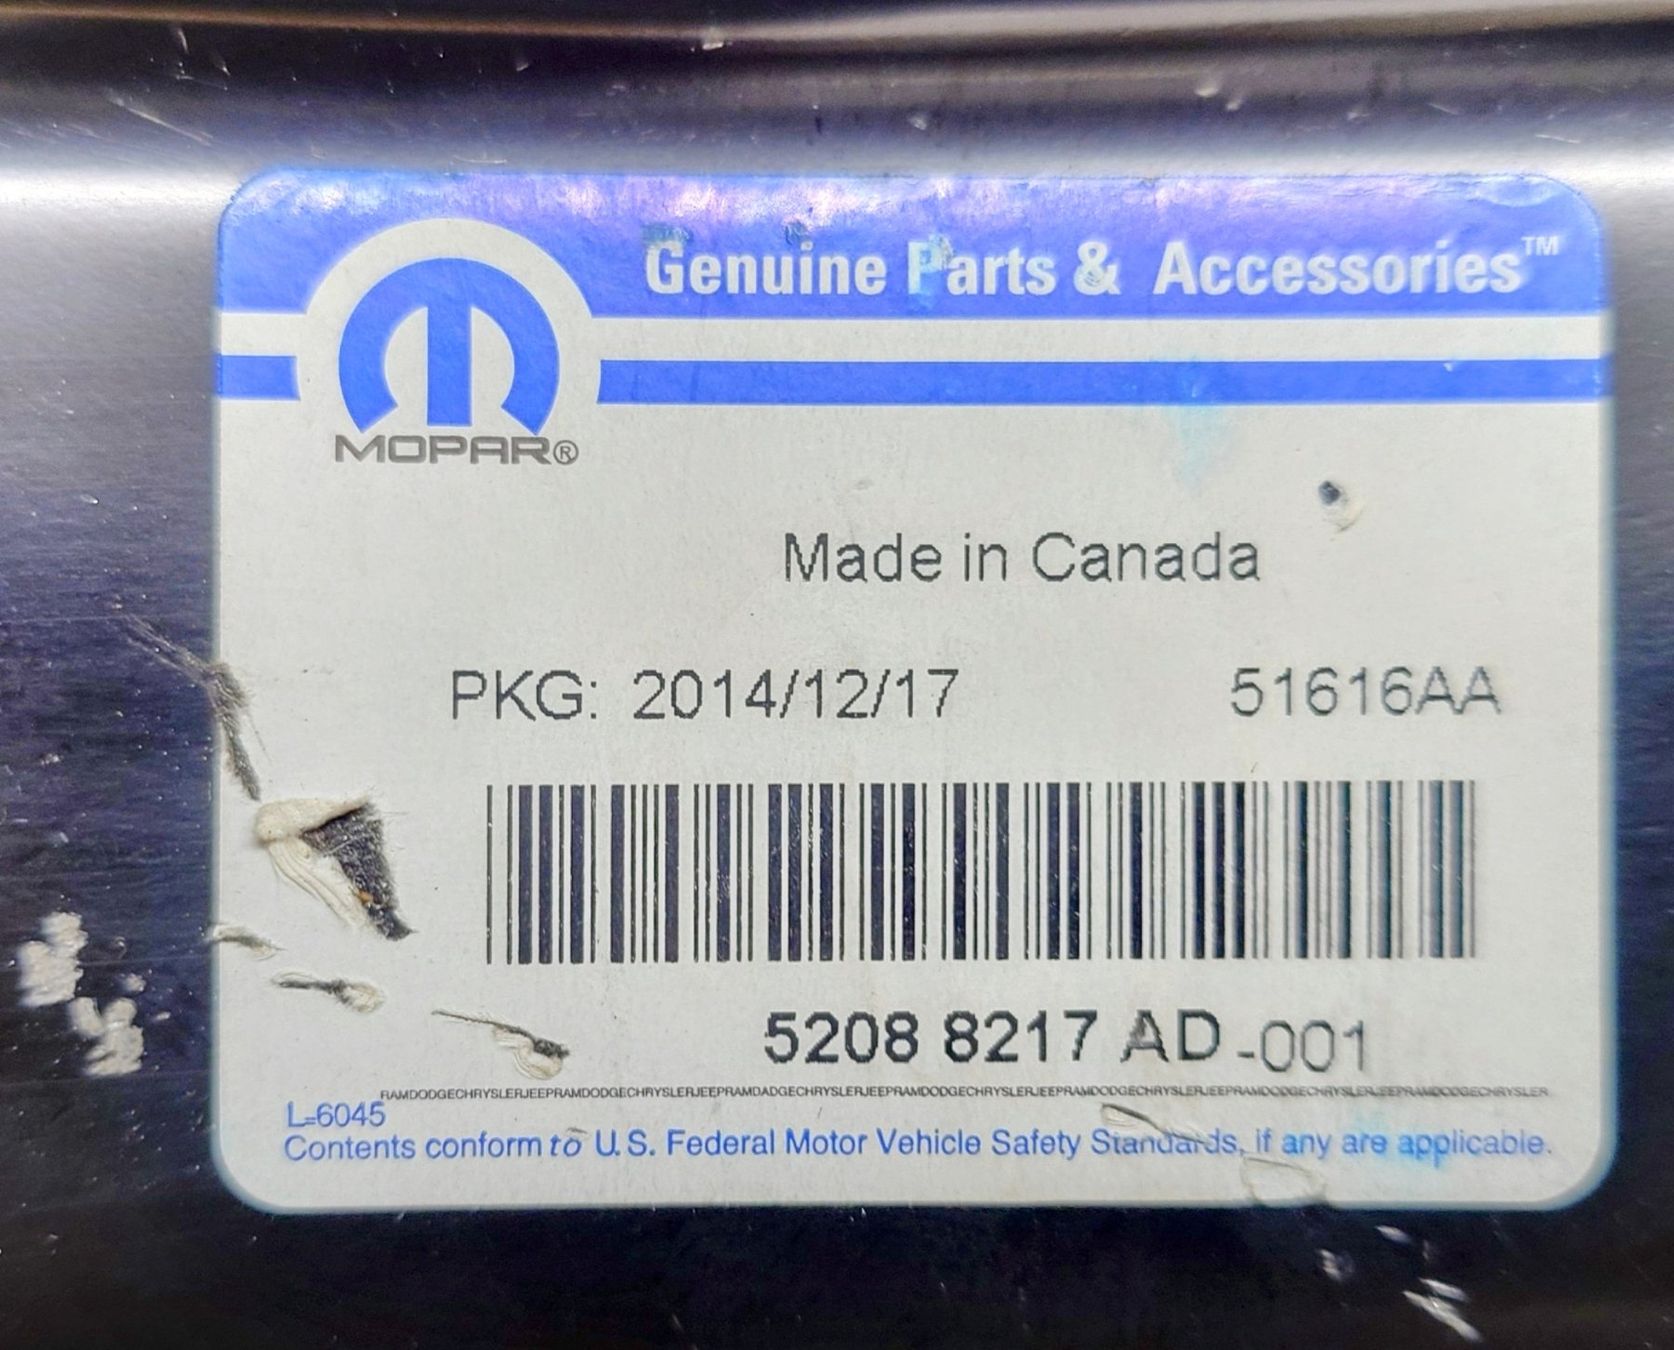 Genuine Parts & Accessories™
MOPAR®
Made in Canada
PKG: 2014/12/17 51616AA
5208 8217 AD-001
RAMDODGECHRYSLERJEEPRAMDODGECHRYSLERJEEPRAMDADGECHRYSLERJEEPRAMDODGECHRYSLERJEEPRAMDODGECHRYSLERJEEPRAMDODGECHRYSLERJEEPRAMDODGECHRYSLER
L-6045
Contents conform to U.S. Federal Motor Vehicle Safety Standards, if any are applicable.